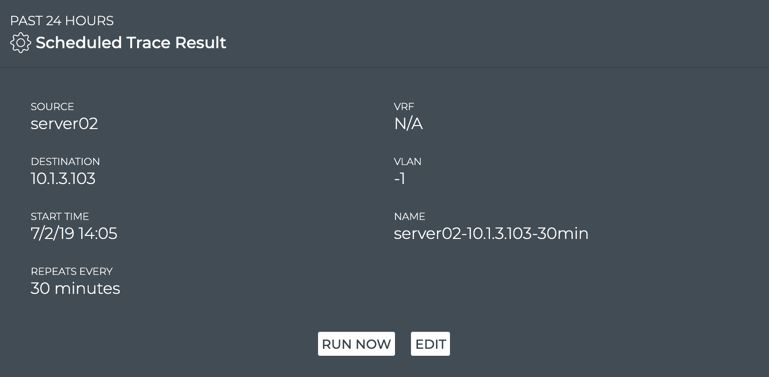 PAST 24 HOURS
Scheduled Trace Result
SOURCE
server02
VRF
N/A
DESTINATION
10.1.3.103
VLAN
-1
START TIME
7/2/19 14:05
NAME
server02-10.1.3.103-30min
REPEATS EVERY
30 minutes
RUN NOW
EDIT